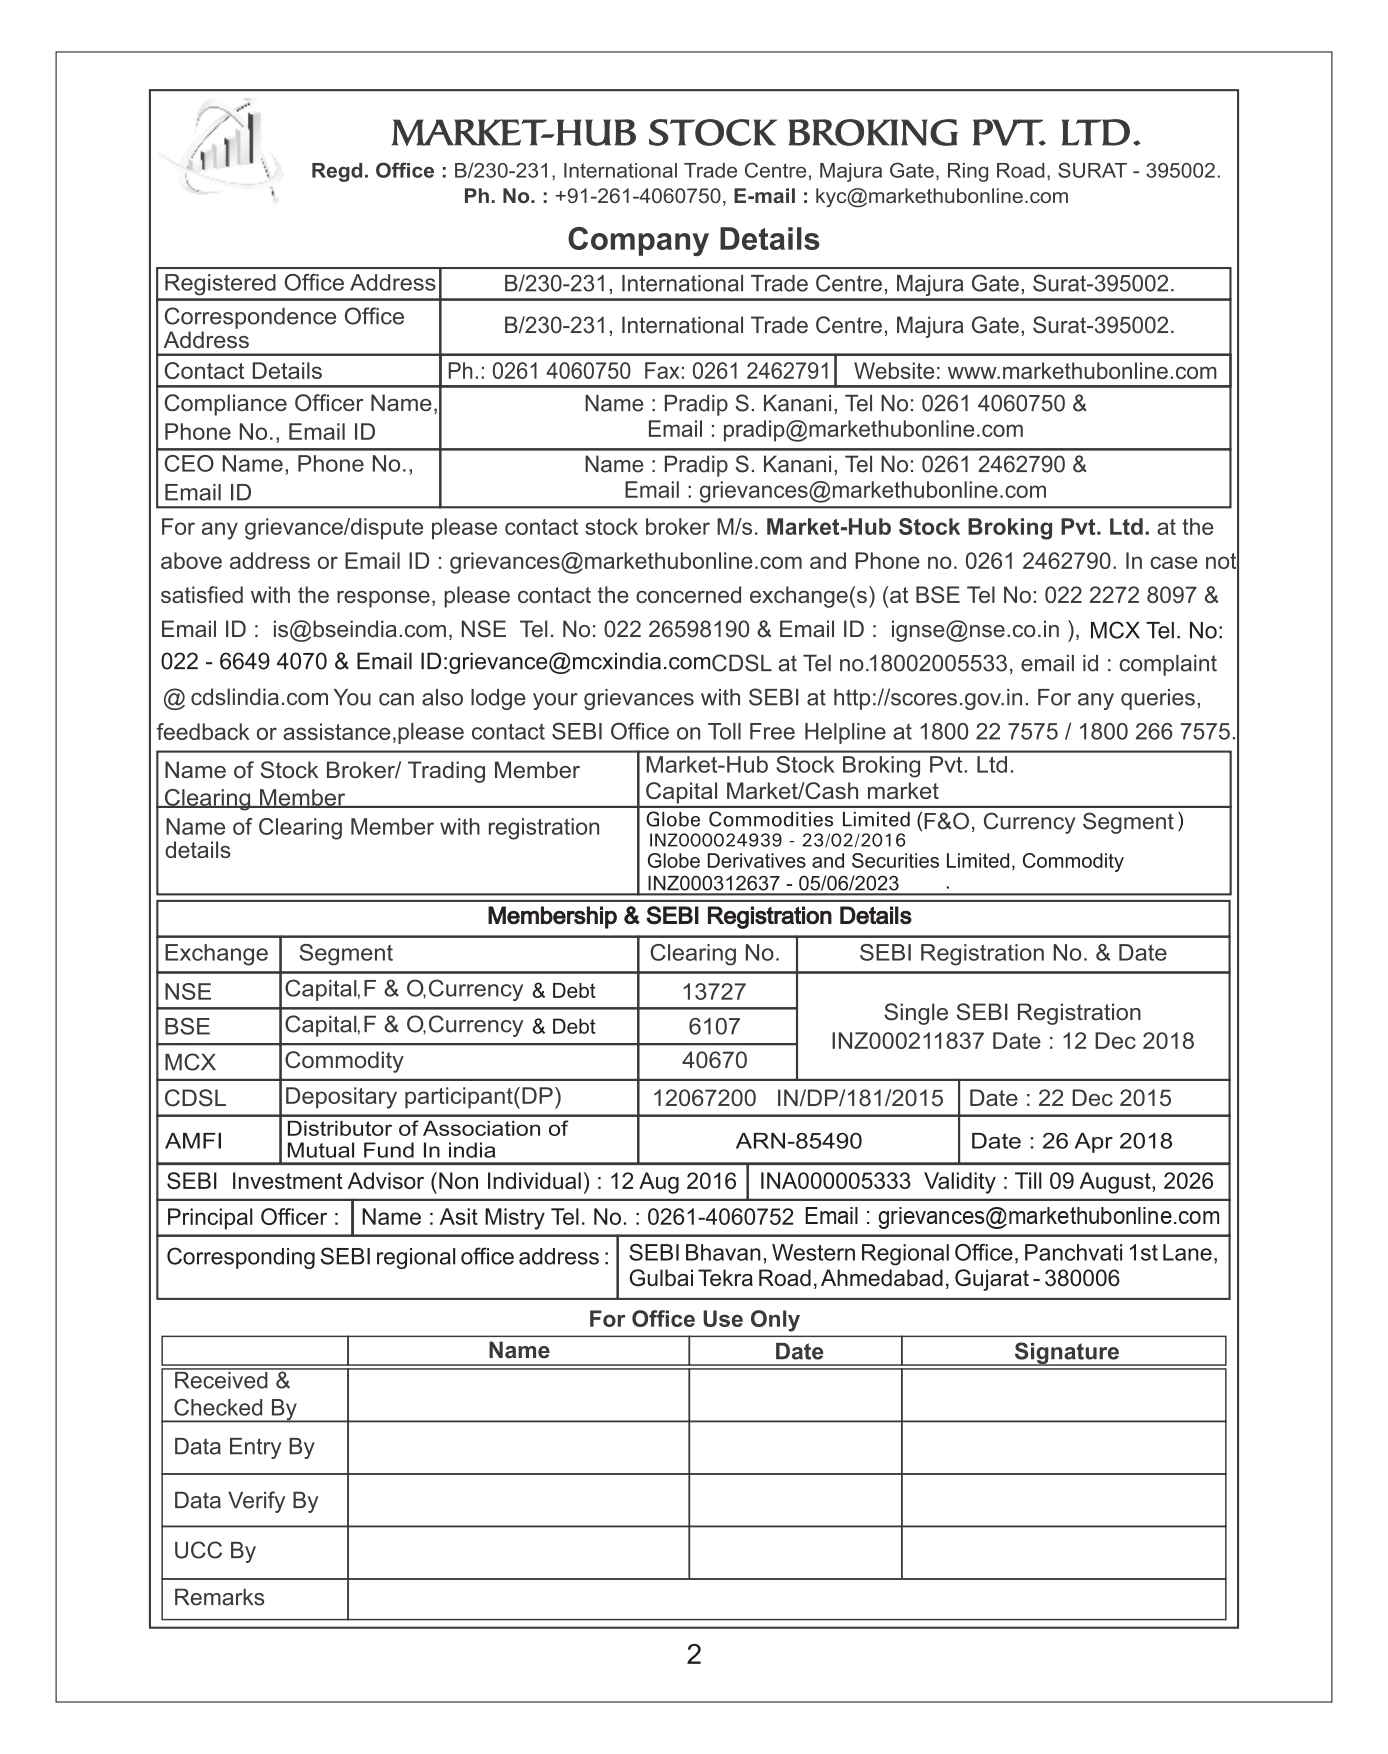 MARKET-HUB STOCK BROKING PVT. LTD.
Regd. Office : B/230-231, International Trade Centre, Majura Gate, Ring Road, SURAT - 395002.
Ph. No. : +91-261-4060750, E-mail : kyc@markethubonline.com
Company Details
Registered Office Address B/230-231, International Trade Centre, Majura Gate, Surat-395002.
Correspondence Office
Address
B/230-231, International Trade Centre, Majura Gate, Surat-395002.
Contact Details Ph.: 0261 4060750 Fax: 0261 2462791 Website: www.markethubonline.com
Compliance Officer Name,
Phone No., Email ID
Name : Pradip S. Kanani, Tel No: 0261 4060750 &
Email : pradip@markethubonline.com
CEO Name, Phone No.,
Email ID
Name : Pradip S. Kanani, Tel No: 0261 2462790 &
Email : grievances@markethubonline.com
For any grievance/dispute please contact stock broker M/s. Market-Hub Stock Broking Pvt. Ltd. at the
above address or Email ID : grievances@markethubonline.com and Phone no. 0261 2462790. In case not
satisfied with the response, please contact the concerned exchange(s) (at BSE Tel No: 022 2272 8097 &
Email ID : is@bseindia.com, NSE Tel. No: 022 26598190 & Email ID : ignse@nse.co.in ), MCX Tel. No:
022 - 6649 4070 & Email ID:grievance@mcxindia.comCDSL at Tel no.18002005533, email id : complaint
@ cdslindia.com You can also lodge your grievances with SEBI at http://scores.gov.in. For any queries,
feedback or assistance,please contact SEBI Office on Toll Free Helpline at 1800 22 7575 / 1800 266 7575.
Name of Stock Broker/ Trading Member
Clearing Member
Market-Hub Stock Broking Pvt. Ltd.
Capital Market/Cash market
Name of Clearing Member with registration
details
Globe Commodities Limited (F&O, Currency Segment )
INZ000024939 - 23/02/2016
Globe Derivatives and Securities Limited, Commodity
INZ000312637 - 05/06/2023 .
Membership & SEBI Registration Details
Exchange Segment Clearing No. SEBI Registration No. & Date
NSE Capital,F & O,Currency & Debt 13727
BSE Capital,F & O,Currency & Debt 6107
MCX Commodity 40670
Single SEBI Registration
INZ000211837 Date : 12 Dec 2018
CDSL Depositary participant(DP) 12067200 IN/DP/181/2015 Date : 22 Dec 2015
AMFI
Distributor of Association of
Mutual Fund In india
ARN-85490 Date : 26 Apr 2018
SEBI Investment Advisor (Non Individual) : 12 Aug 2016 INA000005333 Validity : Till 09 August, 2026
Principal Officer : Name : Asit Mistry Tel. No. : 0261-4060752 Email : grievances@markethubonline.com
Corresponding SEBI regional office address :
SEBI Bhavan, Western Regional Office, Panchvati 1st Lane,
Gulbai Tekra Road, Ahmedabad, Gujarat - 380006
For Office Use Only
Name Date Signature
Received &
Checked By
Data Entry By
Data Verify By
UCC By
Remarks
2